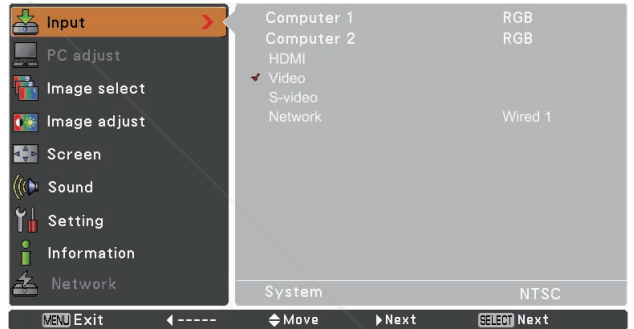 Input
PC adjust
Image select
Image adjust
Screen
Sound
Setting
Information
Network
Computer 1 RGB
Computer 2 RGB
HDMI
Video
S-video
Network Wired 1
System NTSC
MENU Exit ----- Move Next SELECT Next